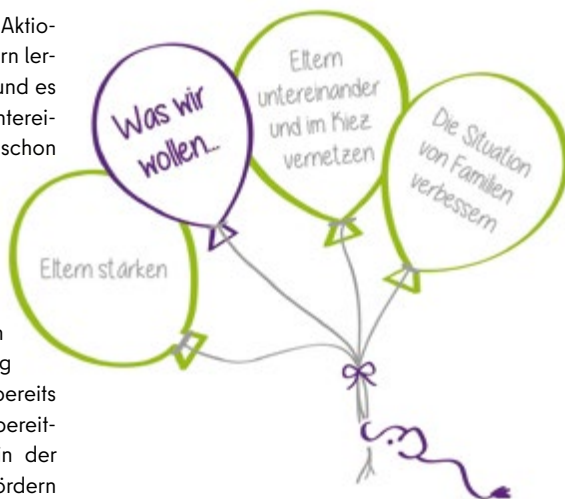 Aktio-
rn ler-
und es
nterei-
schon
g
bereits
bereit-
in der
ördern
Was wir
wollen...
Eltern
untereinander
und im Kiez
vernetzen
Die Situation
von Familien
verbessern
Eltern stärken